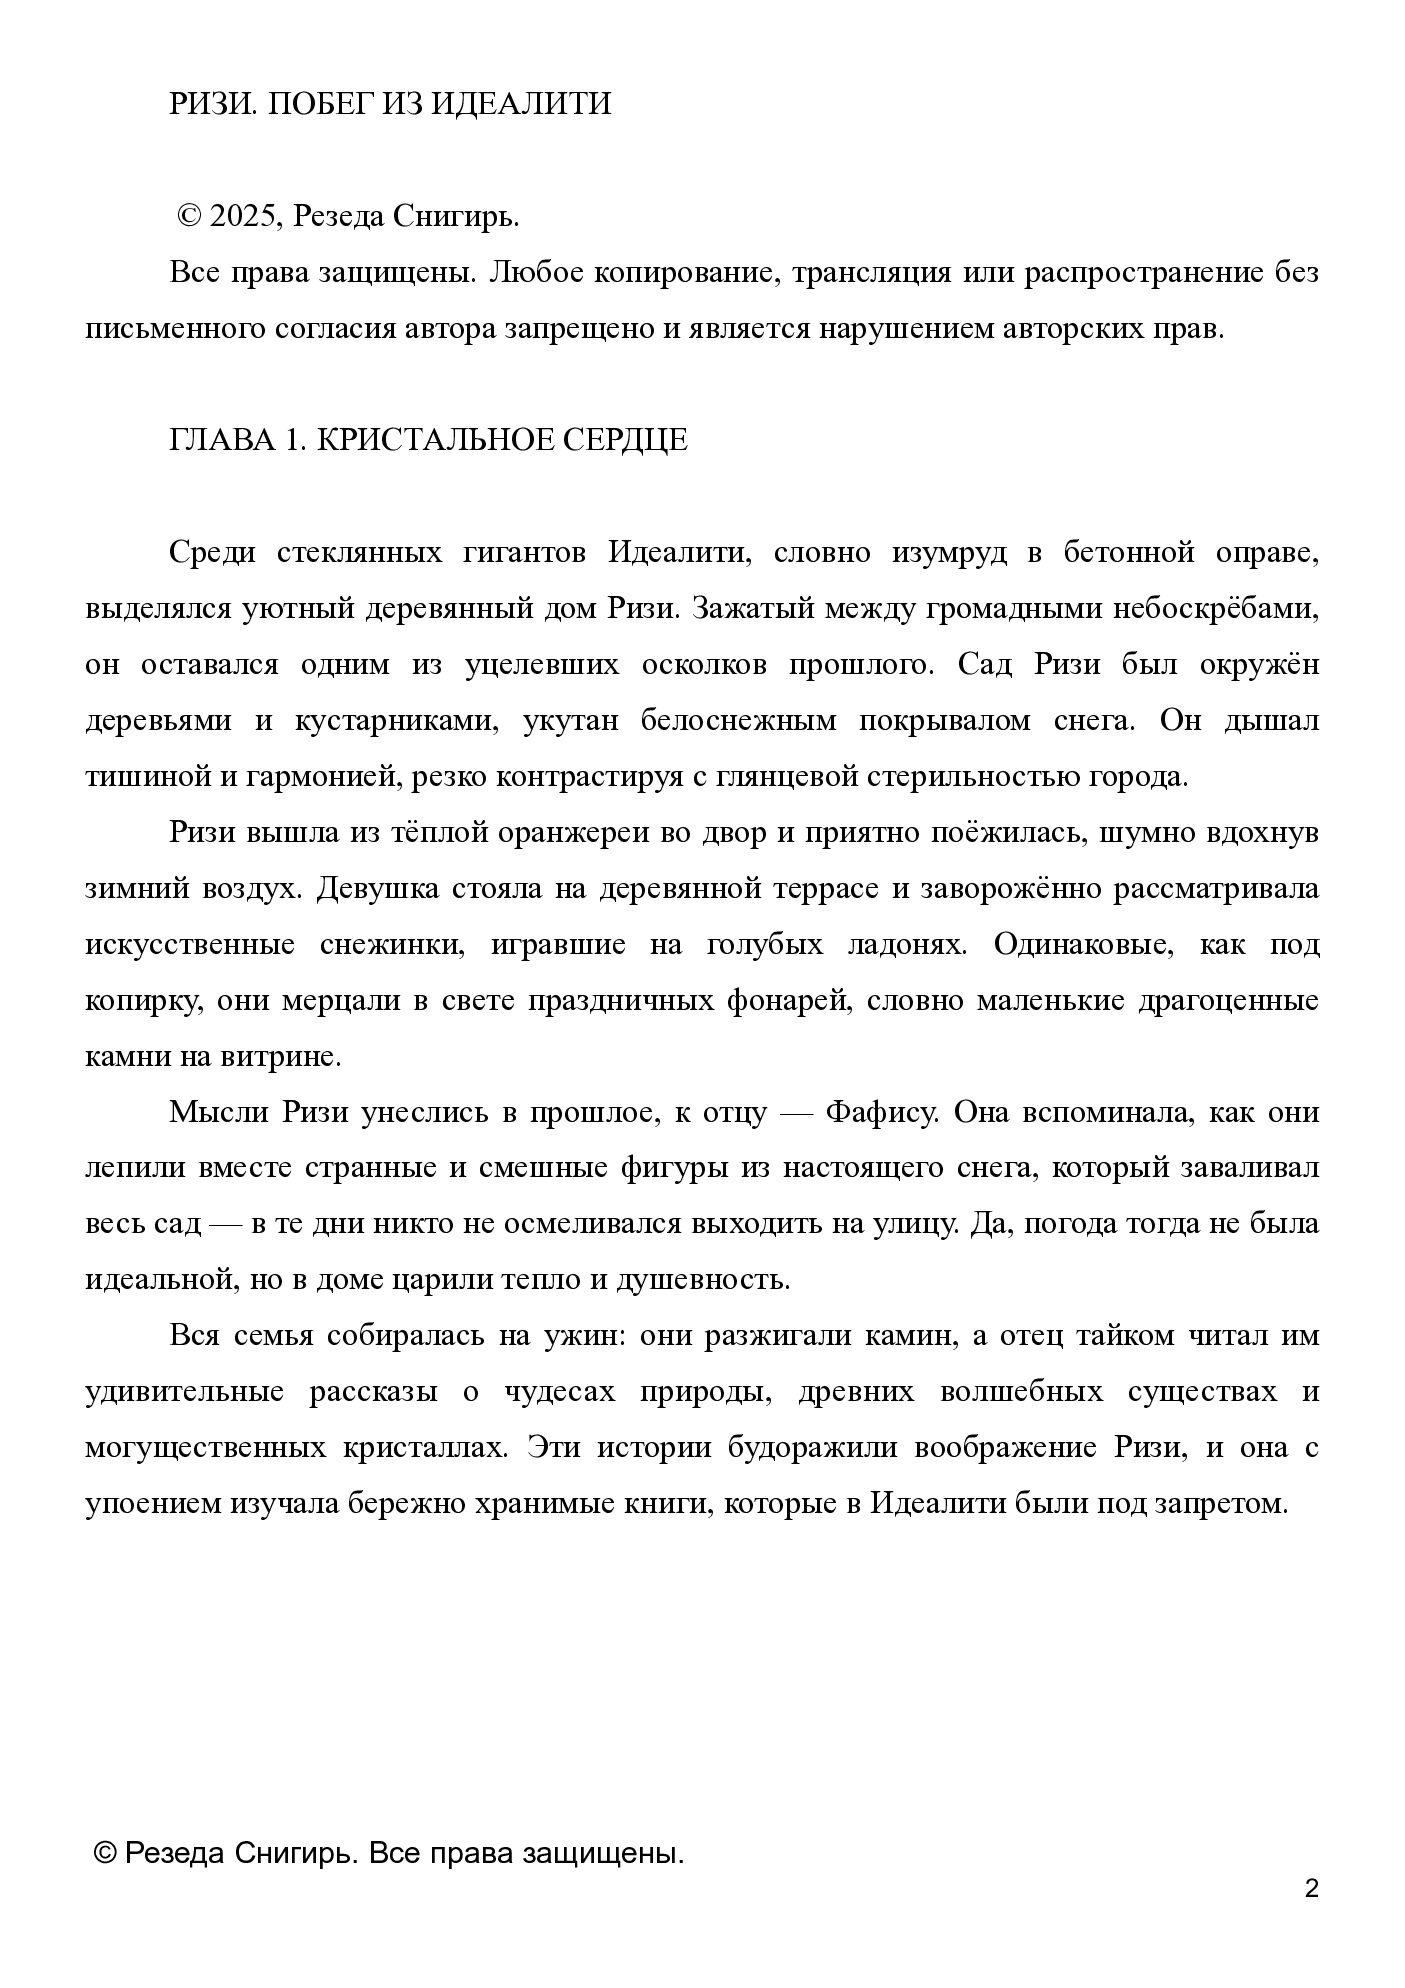 РИЗИ. ПОБЕГ ИЗ ИДЕАЛИТИ
© 2025, Резеда Снигирь.
Все права защищены. Любое копирование, трансляция или распространение без
письменного согласия автора запрещено и является нарушением авторских прав.
ГЛАВА 1. КРИСТАЛЬНОЕ СЕРДЦЕ
Среди стеклянных гигантов Идеалити, словно изумруд в бетонной оправе,
выделялся уютный деревянный дом Ризи. Зажатый между громадными небоскрёбами,
он оставался одним из уцелевших осколков прошлого. Сад Ризи был окружён
деревьями и кустарниками, укутан белоснежным покрывалом снега. Он дышал
тишиной и гармонией, резко контрастируя с глянцевой стерильностью города.
Ризи вышла из тёплой оранжереи во двор и приятно поёжилась, шумно вдохнув
зимний воздух. Девушка стояла на деревянной террасе и заворожённо рассматривала
искусственные снежинки, игравшие на голубых ладонях. Одинаковые, как под
копирку, они мерцали в свете праздничных фонарей, словно маленькие драгоценные
камни на витрине.
Мысли Ризи унеслись в прошлое, к отцу — Фафису. Она вспоминала, как они
лепили вместе странные и смешные фигуры из настоящего снега, который заваливал
весь сад — в те дни никто не осмеливался выходить на улицу. Да, погода тогда не была
идеальной, но в доме царили тепло и душевность.
Вся семья собиралась на ужин: они разжигали камин, а отец тайком читал им
удивительные рассказы о чудесах природы, древних волшебных существах и
могущественных кристаллах. Эти истории будоражили воображение Ризи, и она с
упоением изучала бережно хранимые книги, которые в Идеалити были под запретом.
© Резеда Снигирь. Все права защищены.
2